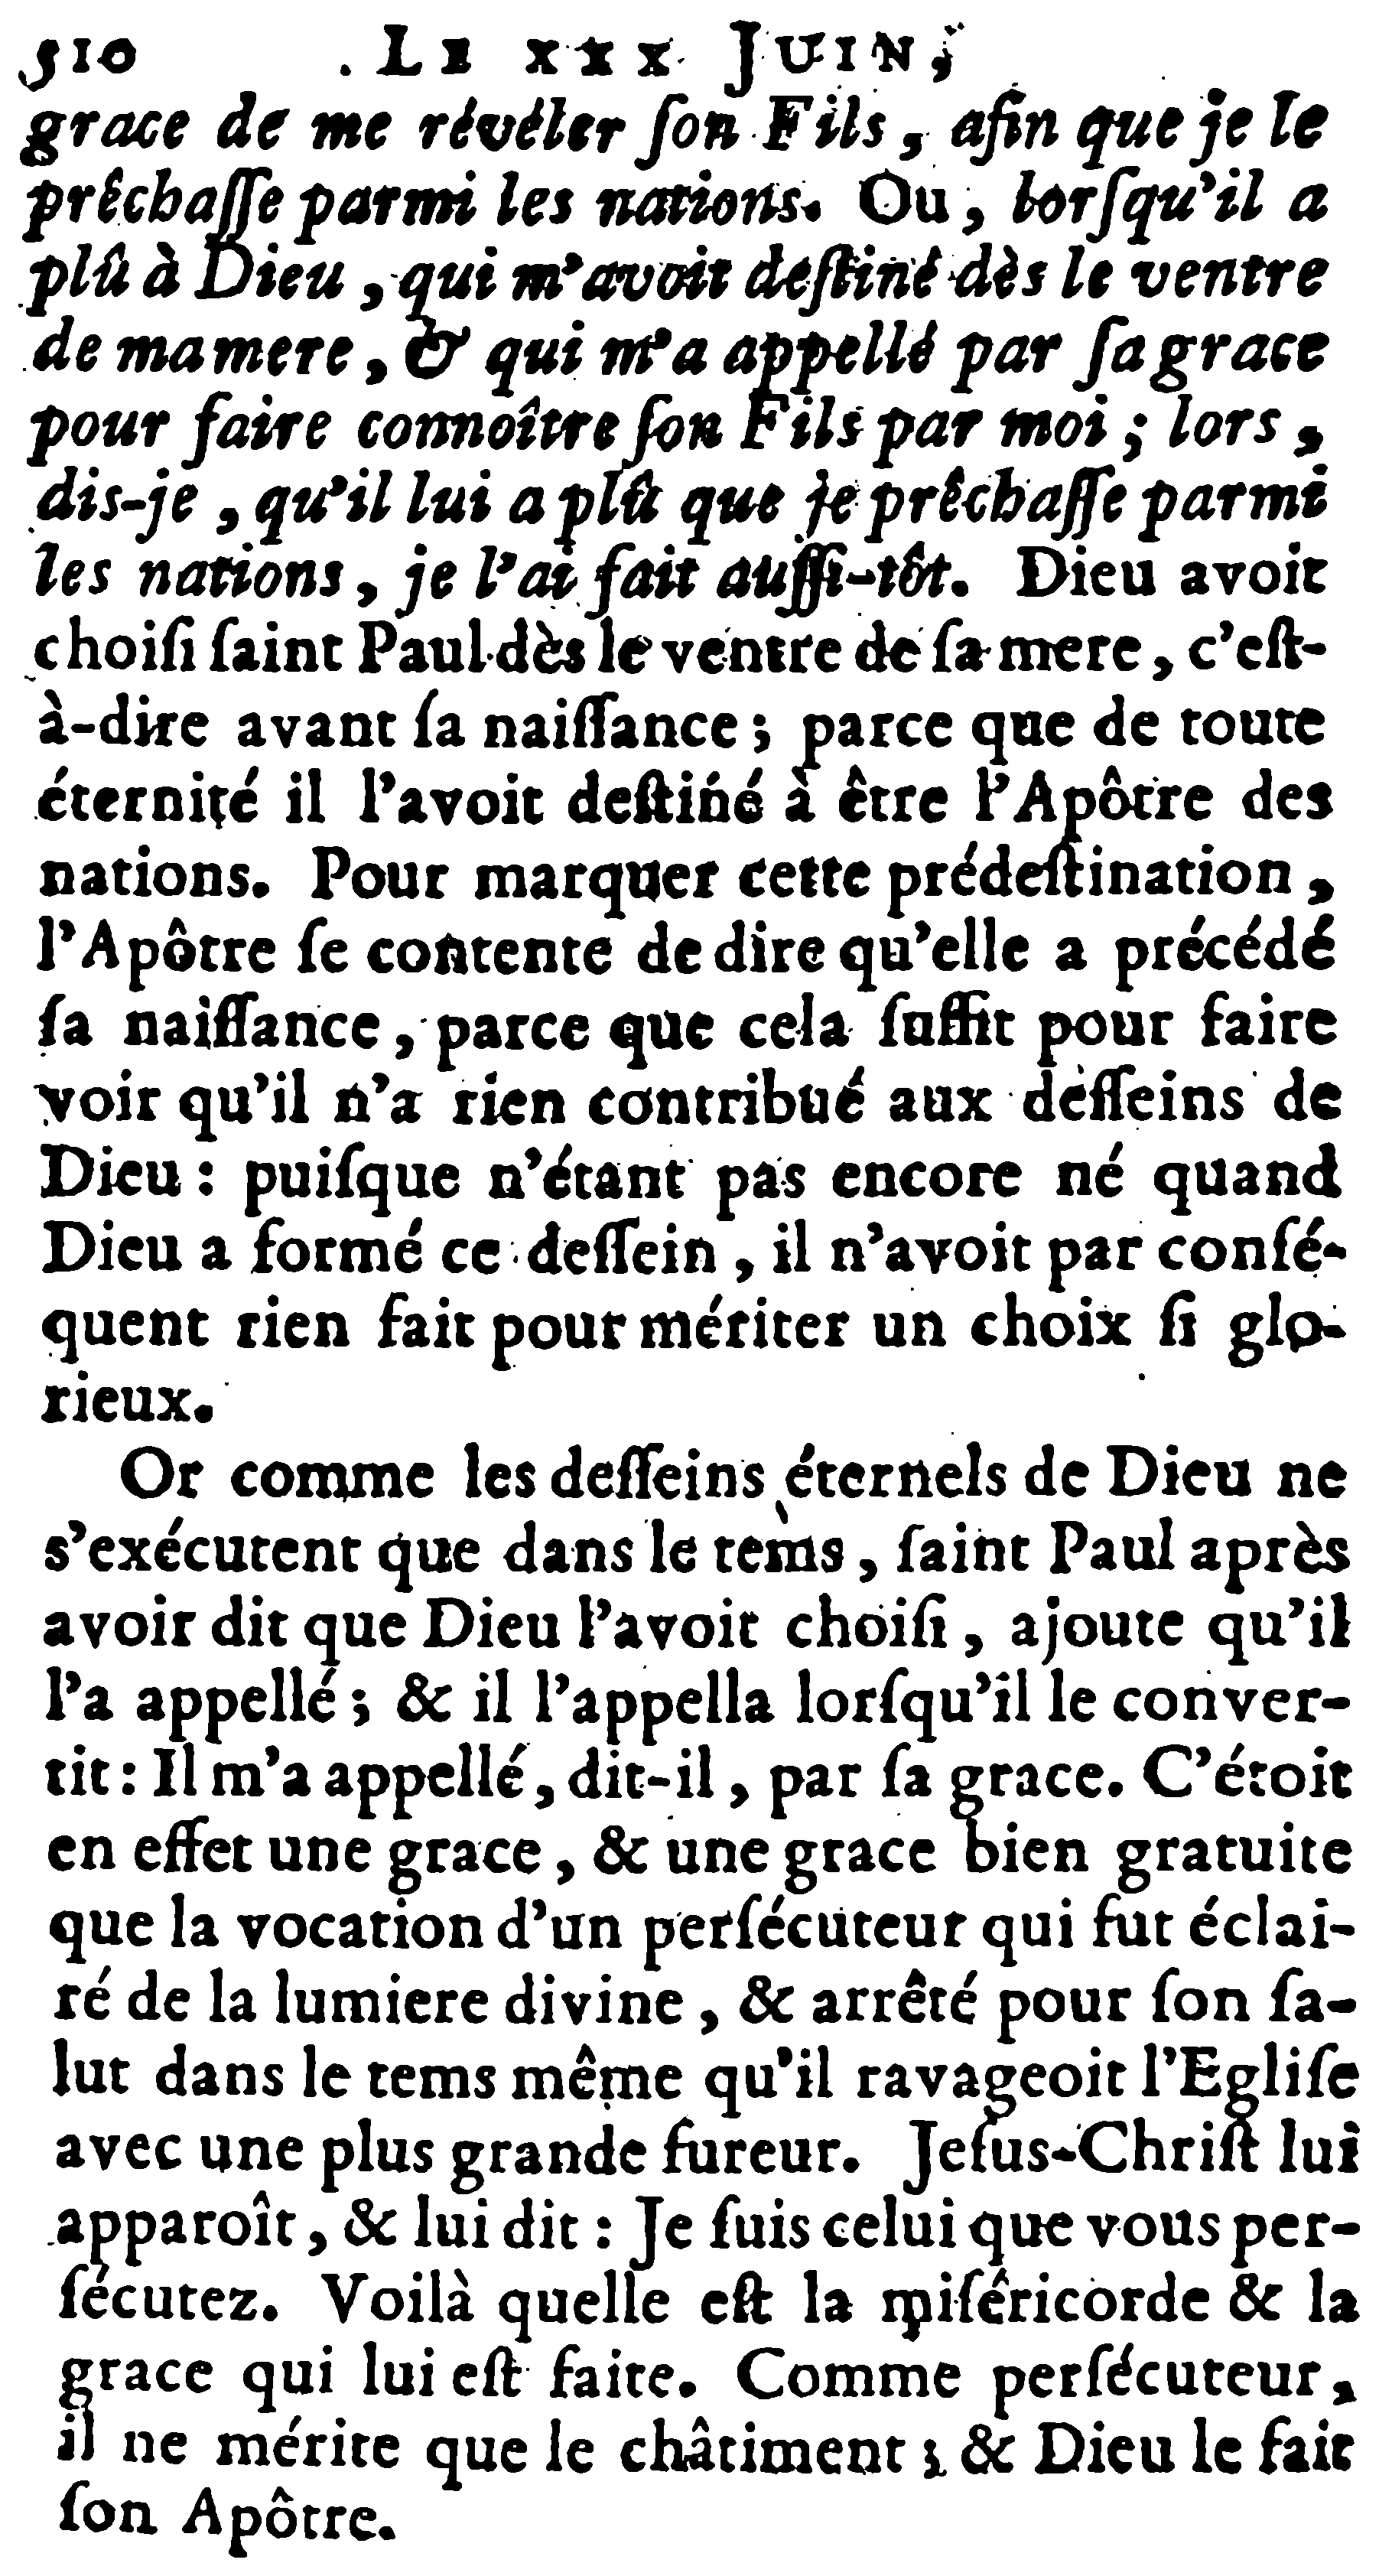 510 LE XXX JUIN,
grace de me révéler ſon Fils, afin que je le
prêchaſſe parmi les nations. Ou, lorſqu'il a
plû à Dieu, qui m'avoit deſtiné dès le ventre
de ma mere, & qui m'a appellé par ſa grace
pour faire connoître ſon Fils par moi; lors,
dis-je, qu'il lui a plû que je prêchaſſe parmi
les nations, je l'ai fait auſſi-tôt. Dieu avoit
choiſi ſaint Paul dès le ventre de ſa mere, c'eſt-
à-dire avant ſa naiſſance; parce que de toute
éternité il l'avoit deſtiné à être l'Apôtre des
nations. Pour marquer cette prédeſtination,
l'Apôtre ſe contente de dire qu'elle a précédé
ſa naiſſance, parce que cela ſuffit pour faire
voir qu'il n'a rien contribué aux deſſeins de
Dieu: puiſque n'étant pas encore né quand
Dieu a formé ce deſſein, il n'avoit par conſé-
quent rien fait pour mériter un choix ſi glo-
rieux.
Or comme les deſſeins éternels de Dieu ne
s'exécutent que dans le tems, ſaint Paul après
avoir dit que Dieu l'avoit choiſi, ajoute qu'il
l'a appellé; & il l'appella lorſqu'il le conver-
tit: Il m'a appellé, dit-il, par ſa grace. C'étoit
en effet une grace, & une grace bien gratuite
que la vocation d'un perſécuteur qui fut éclai-
ré de la lumiere divine, & arrêté pour ſon ſa-
lut dans le tems même qu'il ravageoit l'Egliſe
avec une plus grande fureur. Jeſus-Chriſt lui
apparoît, & lui dit: Je ſuis celui que vous per-
ſécutez. Voilà quelle eſt la miſéricorde & la
grace qui lui eſt faite. Comme perſécuteur,
il ne mérite que le châtiment; & Dieu le fait
ſon Apôtre.